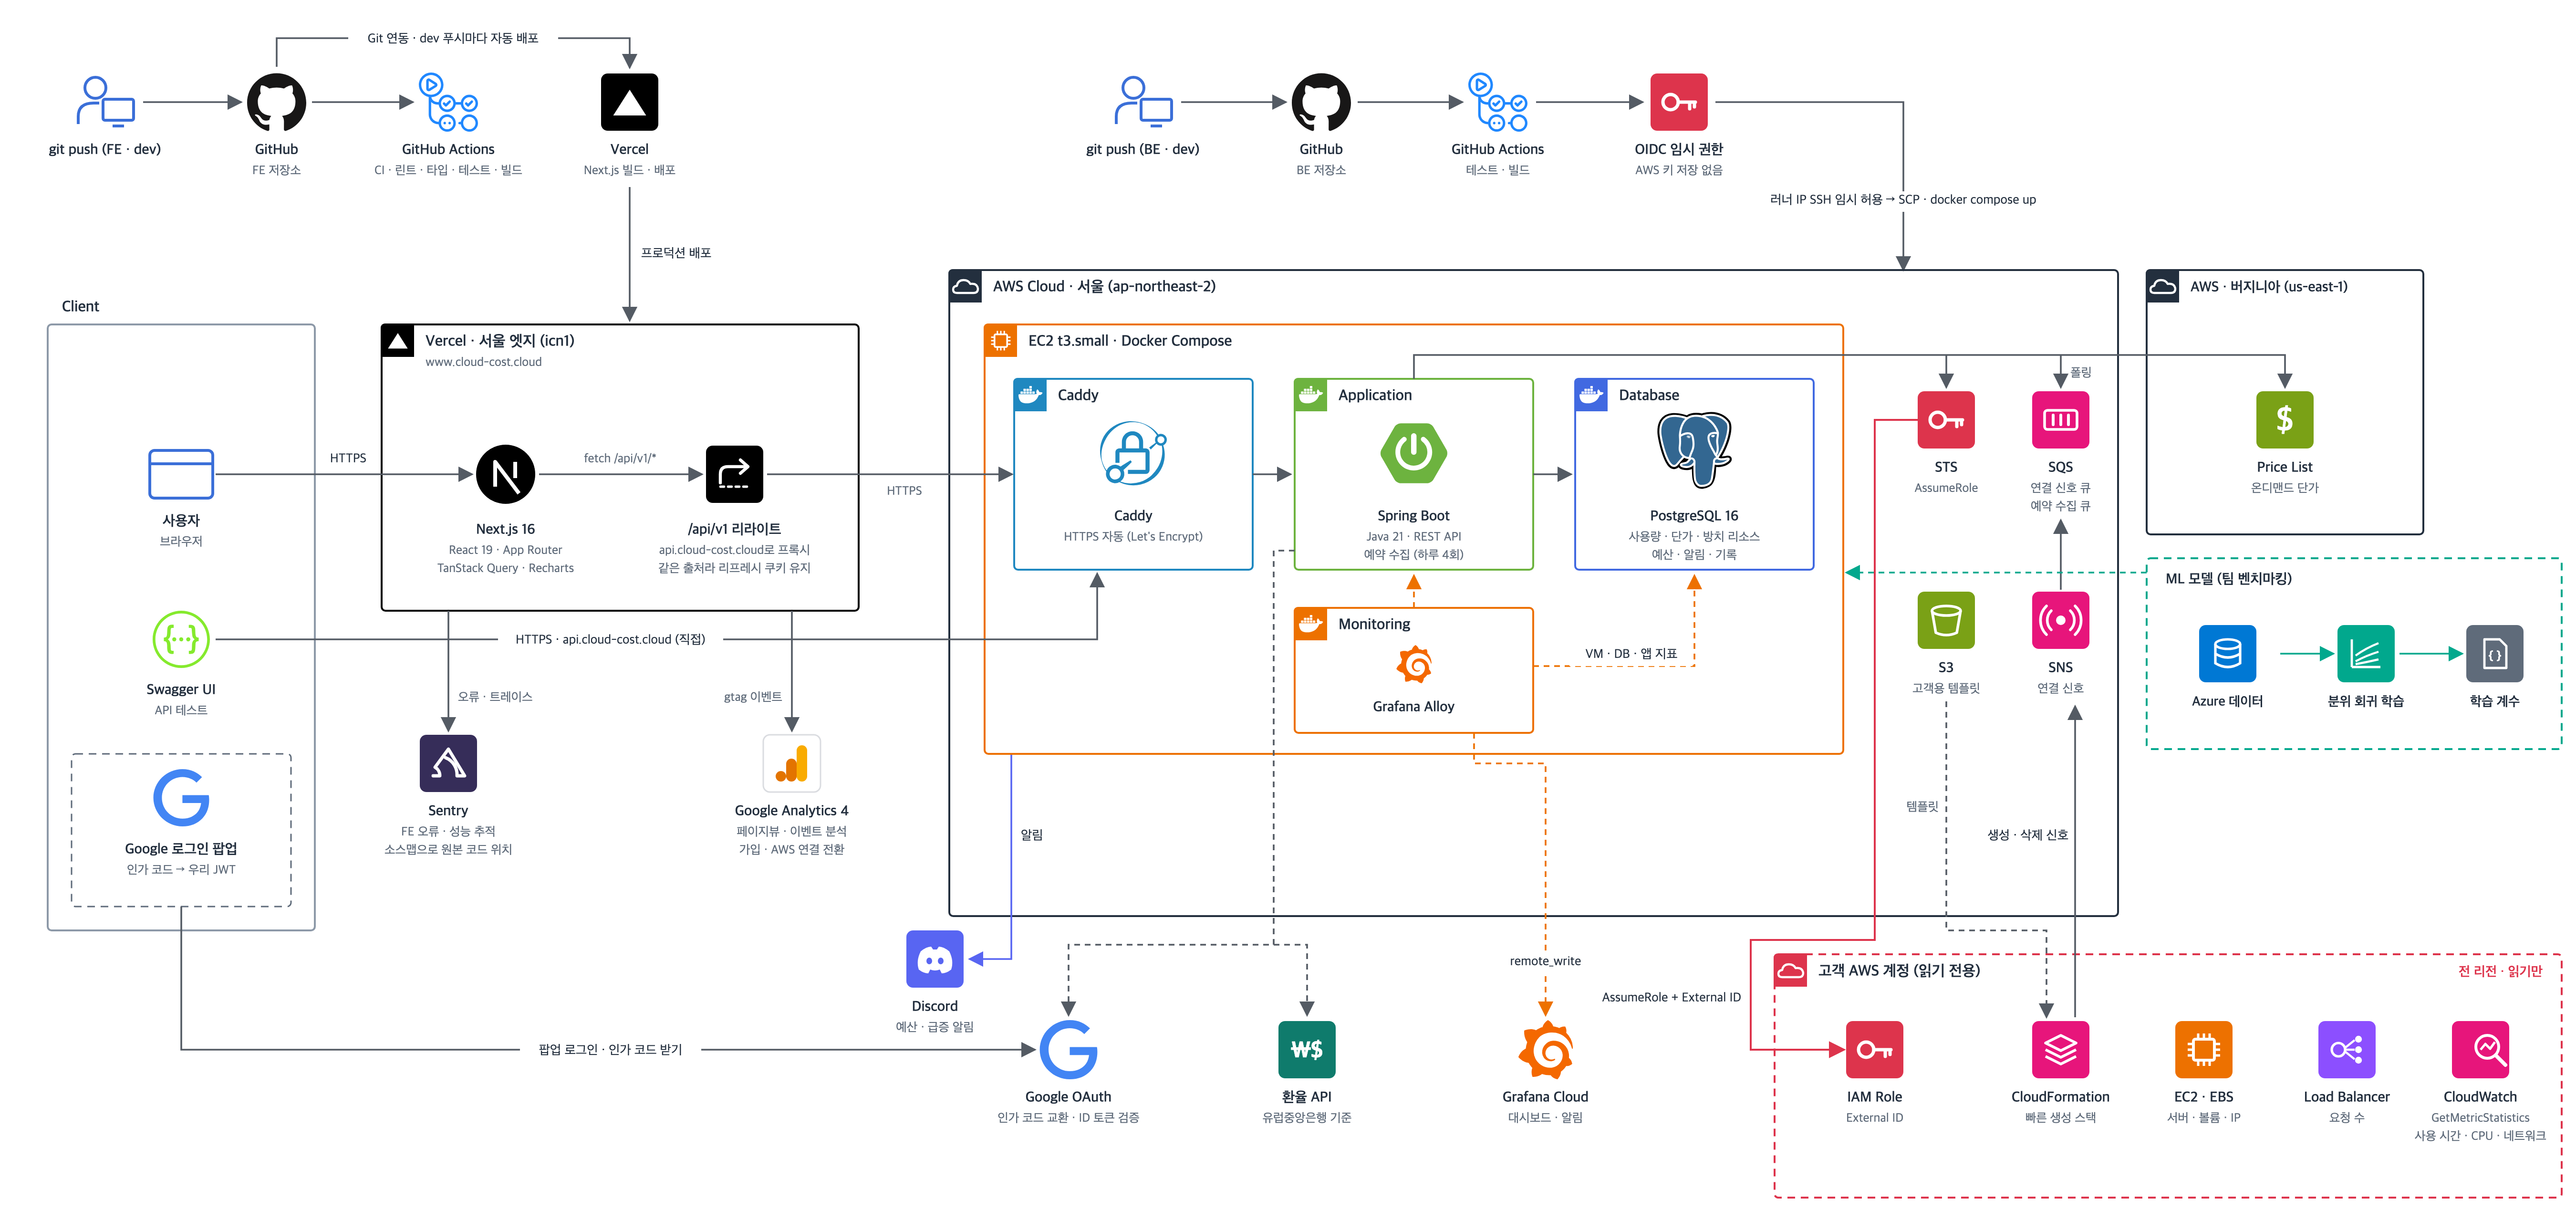 Git 연동 · dev 푸시마다 자동 배포
git push (FE · dev)
GitHub
FE 저장소
GitHub Actions
CI · 린트 · 타입 · 테스트 · 빌드
Vercel
Next.js 빌드 · 배포
git push (BE · dev)
GitHub
BE 저장소
GitHub Actions
테스트 · 빌드
OIDC 임시 권한
AWS 키 저장 없음
러너 IP SSH 임시 허용 → SCP · docker compose up
프로덕션 배포
Client
사용자
브라우저
Swagger UI
API 테스트
Google 로그인 팝업
인가 코드 → 우리 JWT
HTTPS
Vercel · 서울 엣지 (icn1)
www.cloud-cost.cloud
Next.js 16
React 19 · App Router
TanStack Query · Recharts
fetch /api/v1/*
/api/v1 리라이트
api.cloud-cost.cloud로 프록시
같은 출처라 리프레시 쿠키 유지
HTTPS
HTTPS · api.cloud-cost.cloud (직접)
오류 · 트레이스
gtag 이벤트
Sentry
FE 오류 · 성능 추적
소스맵으로 원본 코드 위치
Google Analytics 4
페이지뷰 · 이벤트 분석
가입 · AWS 연결 전환
AWS Cloud · 서울 (ap-northeast-2)
EC2 t3.small · Docker Compose
Caddy
Caddy
HTTPS 자동 (Let's Encrypt)
Application
Spring Boot
Java 21 · REST API
예약 수집 (하루 4회)
Database
PostgreSQL 16
사용량 · 단가 · 방치 리소스
예산 · 알림 · 기록
Monitoring
Grafana Alloy
VM · DB · 앱 지표
STS
AssumeRole
폴링
SQS
연결 신호 큐
예약 수집 큐
S3
고객용 템플릿
SNS
연결 신호
템플릿
생성 · 삭제 신호
알림
AWS · 버지니아 (us-east-1)
$
Price List
온디맨드 단가
ML 모델 (팀 벤치마킹)
Azure 데이터
분위 회귀 학습
학습 계수
Discord
예산 · 급증 알림
팝업 로그인 · 인가 코드 받기
Google OAuth
인가 코드 교환 · ID 토큰 검증
₩$
환율 API
유럽중앙은행 기준
remote_write
Grafana Cloud
대시보드 · 알림
AssumeRole + External ID
고객 AWS 계정 (읽기 전용)
전 리전 · 읽기만
IAM Role
External ID
CloudFormation
빠른 생성 스택
EC2 · EBS
서버 · 볼륨 · IP
Load Balancer
요청 수
CloudWatch
GetMetricStatistics
사용 시간 · CPU · 네트워크